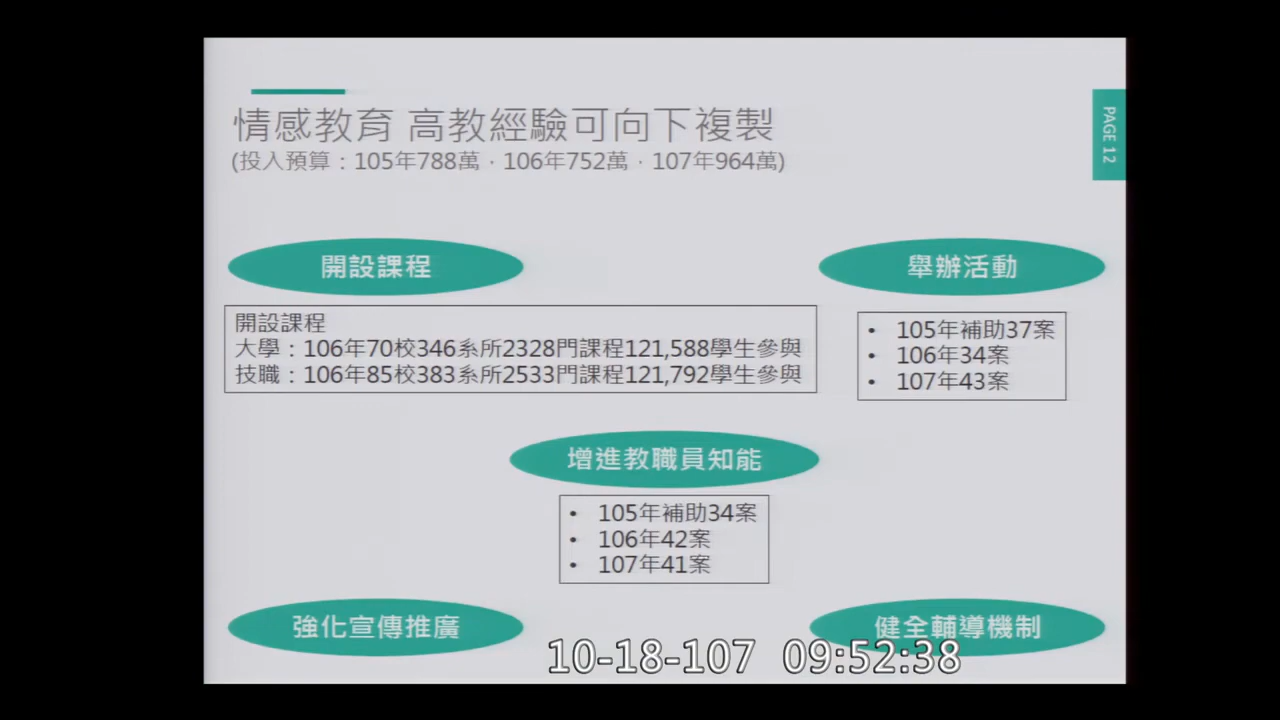 情感教育 高教經驗可向下複製
(投入預算：105年788萬，106年752萬，107年964萬)
PAGE 12
開設課程
舉辦活動
開設課程
大學：106年70校346系所2328門課程121,588學生參與
技職：106年85校383系所2533門課程121,792學生參與
• 105年補助37案
• 106年34案
• 107年43案
增進教職員知能
• 105年補助34案
• 106年42案
• 107年41案
強化宣傳推廣
健全輔導機制
10-18-107 09:52:38